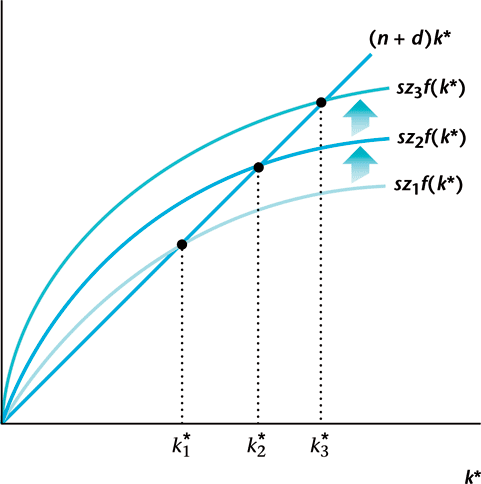 (n + d)k*
sz₃f(k*)
sz₂f(k*)
sz₁f(k*)
k₁* k₂* k₃*
k*